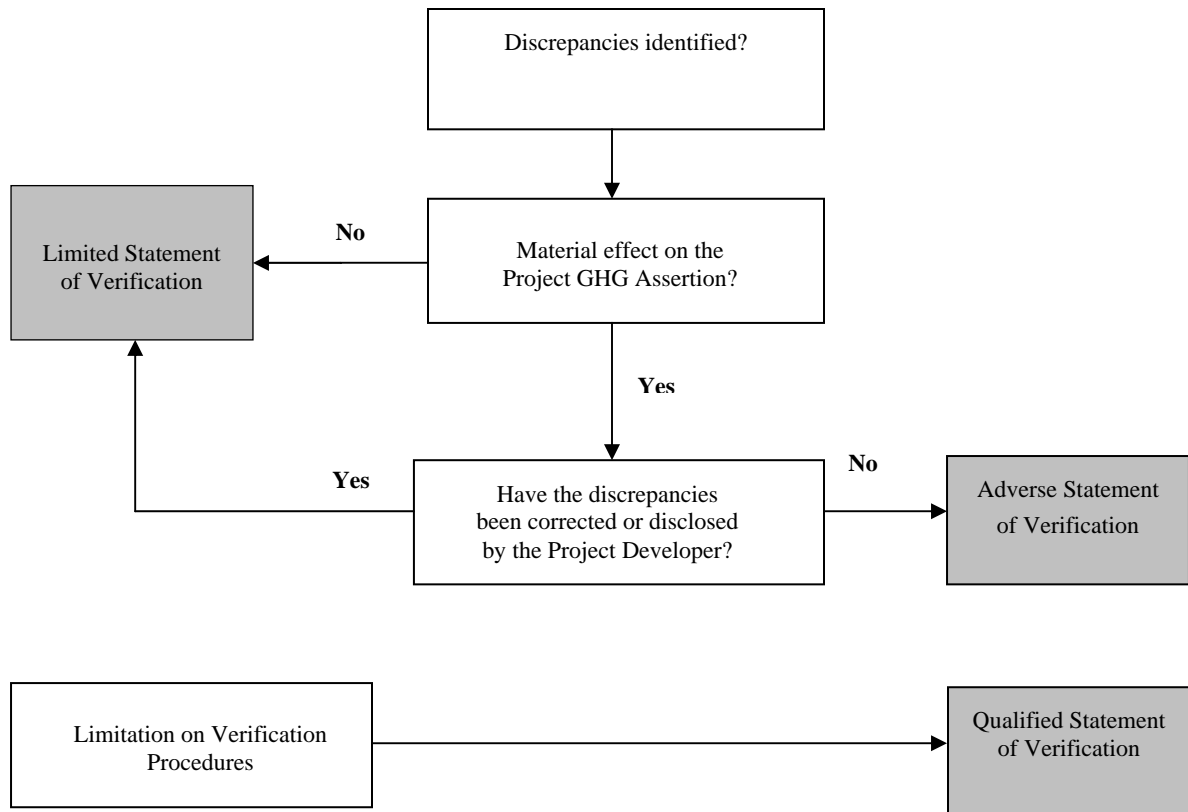 Discrepancies identified?
Limited Statement
of Verification
No
Material effect on the
Project GHG Assertion?
Yes
Yes
Have the discrepancies
been corrected or disclosed
by the Project Developer?
No
Adverse Statement
of Verification
Limitation on Verification
Procedures
Qualified Statement
of Verification